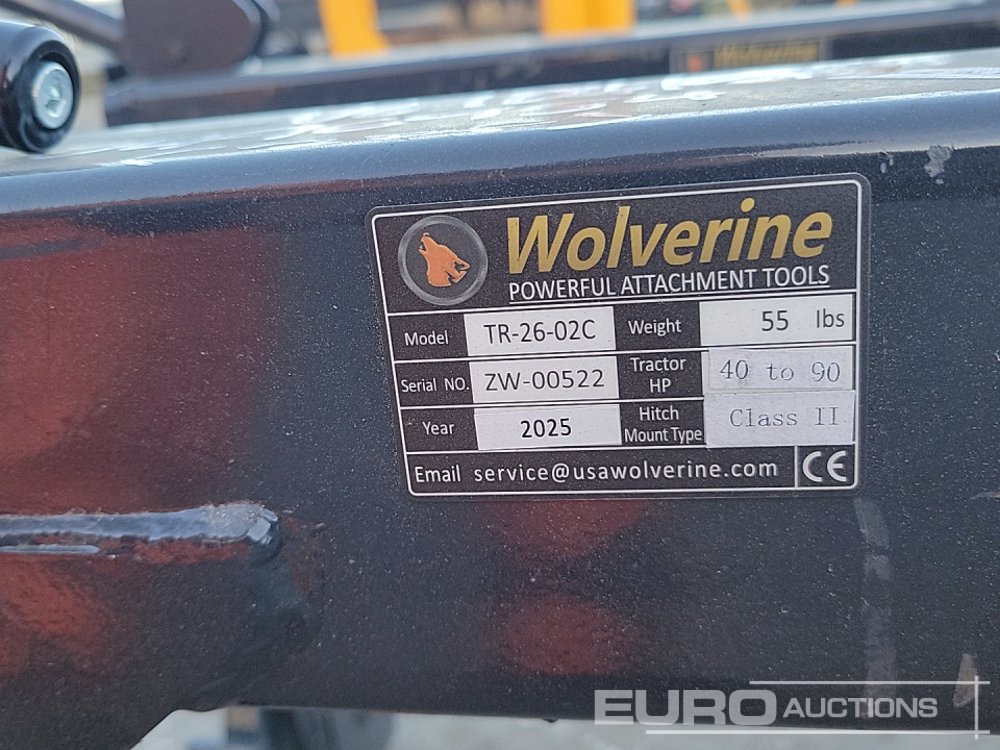 Wolverine
Wolverine
POWERFUL ATTACHMENT TOOLS
Model TR-26-02C Weight 55 lbs
Serial NO. ZW-00522 Tractor HP 40 to 90
Year 2025 Hitch Mount Type Class II
Email service@usawolverine.com CE
EURO AUCTIONS